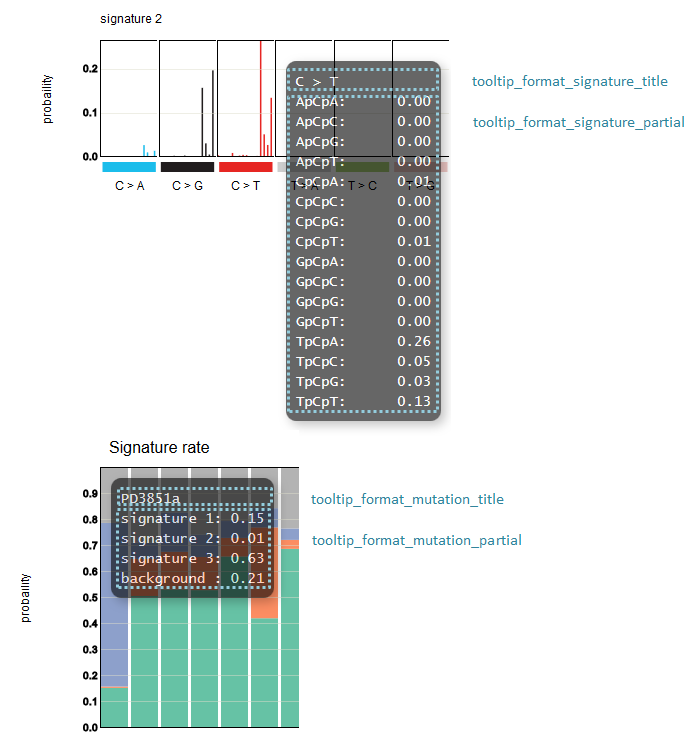 signature 2
probaility
0.2
0.1
0.0
C > A
C > G
C > T
T > A
T > C
T > G
C > T
ApCpA: 0.00
ApCpC: 0.00
ApCpG: 0.00
ApCpT: 0.00
CpCpA: 0.01
CpCpC: 0.00
CpCpG: 0.00
CpCpT: 0.01
GpCpA: 0.00
GpCpC: 0.00
GpCpG: 0.00
GpCpT: 0.00
TpCpA: 0.26
TpCpC: 0.05
TpCpG: 0.03
TpCpT: 0.13
tooltip_format_signature_title
tooltip_format_signature_partial
Signature rate
probaility
0.9
0.8
0.7
0.6
0.5
0.4
0.3
0.2
0.1
0.0
PD3851a
signature 1: 0.15
signature 2: 0.01
signature 3: 0.63
background : 0.21
tooltip_format_mutation_title
tooltip_format_mutation_partial